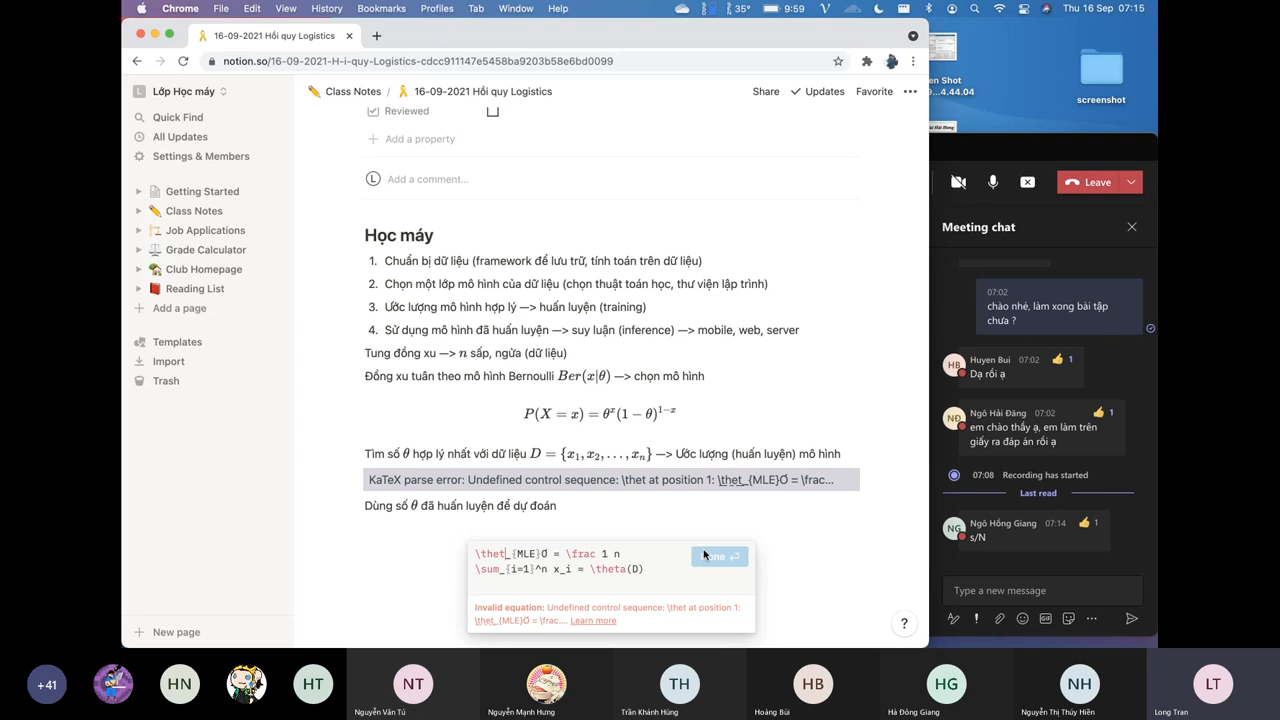 Chrome File Edit View History Bookmarks Profiles Tab Window Help 35° 9:59 Thu 16 Sep 07:15
16-09-2021 Hồi quy Logistics
notion.so/16-09-2021-H-i-quy-Logistics-cdcc911147e5458ba9203b58e6bd0099
L Lớp Học máy
Class Notes / 16-09-2021 Hồi quy Logistics
Share Updates Favorite
Quick Find
All Updates
Settings & Members
Getting Started
Class Notes
Job Applications
Grade Calculator
Club Homepage
Reading List
Add a page
Templates
Import
Trash
New page
Reviewed
Add a property
L Add a comment...
Học máy
1. Chuẩn bị dữ liệu (framework để lưu trữ, tính toán trên dữ liệu)
2. Chọn một lớp mô hình của dữ liệu (chọn thuật toán học, thư viện lập trình)
3. Ước lượng mô hình hợp lý —> huấn luyện (training)
4. Sử dụng mô hình đã huấn luyện —> suy luận (inference) —> mobile, web, server
Tung đồng xu —> n sấp, ngửa (dữ liệu)
Đồng xu tuân theo mô hình Bernoulli Ber(x|θ) —> chọn mô hình
P(X = x) = θ^x(1 − θ)^{1−x}
Tìm số θ hợp lý nhất với dữ liệu D = {x₁, x₂, . . . , xₙ} —> Ước lượng (huấn luyện) mô hình
KaTeX parse error: Undefined control sequence: \thet at position 1: \thet_{MLE}Ơ = \frac...
Dùng số θ đã huấn luyện để dự đoán
\thet_{MLE}Ơ = \frac 1 n
\sum_{i=1}^n x_i = \theta(D)
Invalid equation: Undefined control sequence: \thet at position 1:
\thet_{MLE}Ơ = \frac.... Learn more
?
4.44.04
screenshot
Leave
Meeting chat
07:02
chào nhé, làm xong bài tập
chưa ?
HB Huyen Bui 07:02 1
Dạ rồi ạ
NĐ Ngô Hải Đăng 07:02 1
em chào thầy ạ, em làm trên
giấy ra đáp án rồi ạ
07:08 Recording has started
Last read
NG Ngô Hồng Giang 07:14 1
s/N
Type a new message
GIF
+41 HN HT NT TH HB HG NH LT
Nguyễn Văn Tú Nguyễn Mạnh Hưng Trần Khánh Hùng Hoàng Bùi Hà Đông Giang Nguyễn Thị Thúy Hiền Long Tran